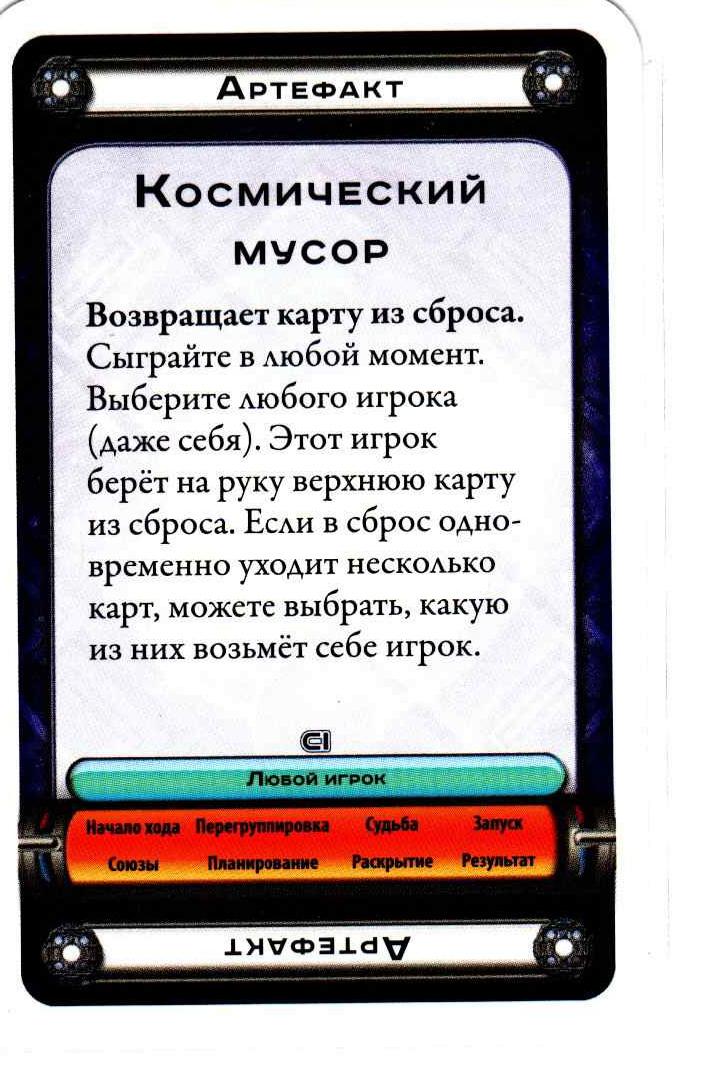 Артефакт
Космический
мусор
Возвращает карту из сброса.
Сыграйте в любой момент.
Выберите любого игрока
(даже себя). Этот игрок
берёт на руку верхнюю карту
из сброса. Если в сброс одно-
временно уходит несколько
карт, можете выбрать, какую
из них возьмёт себе игрок.
Любой игрок
Начало хода Перегруппировка Судьба Запуск
Союзы Планирование Раскрытие Результат
Артефакт